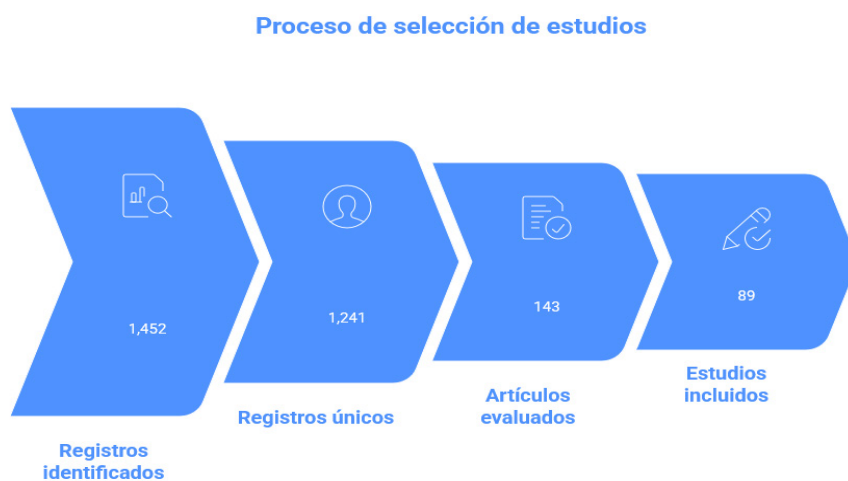 Proceso de selección de estudios
1,452
1,241
143
89
Registros
identificados
Registros únicos
Artículos
evaluados
Estudios
incluidos